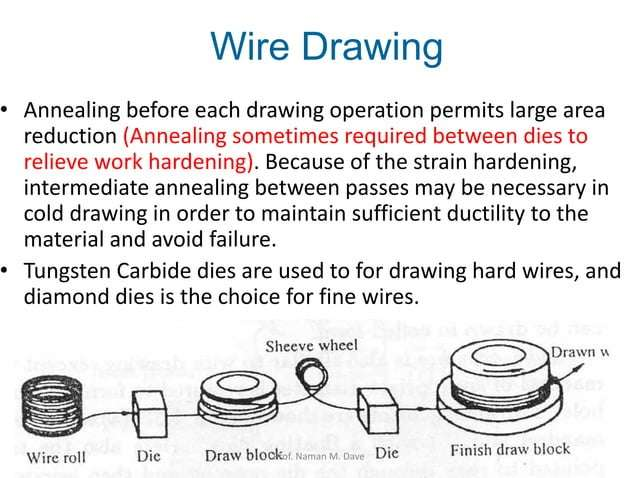 Wire Drawing
• Annealing before each drawing operation permits large area
reduction (Annealing sometimes required between dies to
relieve work hardening). Because of the strain hardening,
intermediate annealing between passes may be necessary in
cold drawing in order to maintain sufficient ductility to the
material and avoid failure.
• Tungsten Carbide dies are used to for drawing hard wires, and
diamond dies is the choice for fine wires.
Sheeve wheel
Drawn w
Wire roll
Die
Draw block
Die
Finish draw block
of. Naman M. Dave